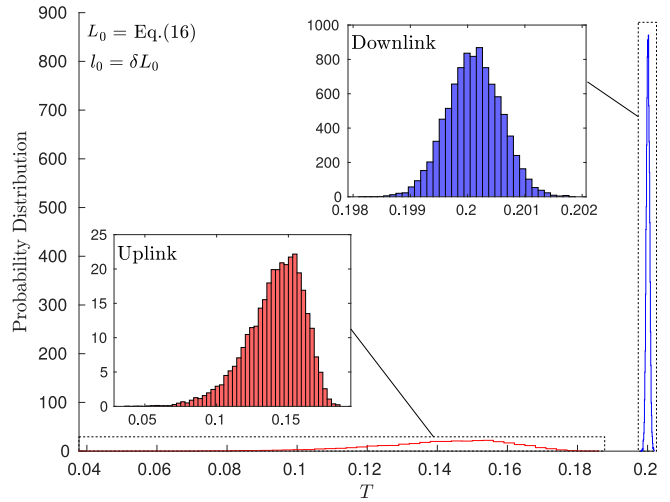 900
800
700
600
500
400
300
200
100
0
Probability Distribution
L₀ = Eq.(16)
l₀ = δL₀
Downlink
1000
800
600
400
200
0
0.198 0.199 0.2 0.201 0.202
Uplink
25
20
15
10
5
0
0.05 0.1 0.15
0.04 0.06 0.08 0.1 0.12 0.14 0.16 0.18 0.2
T